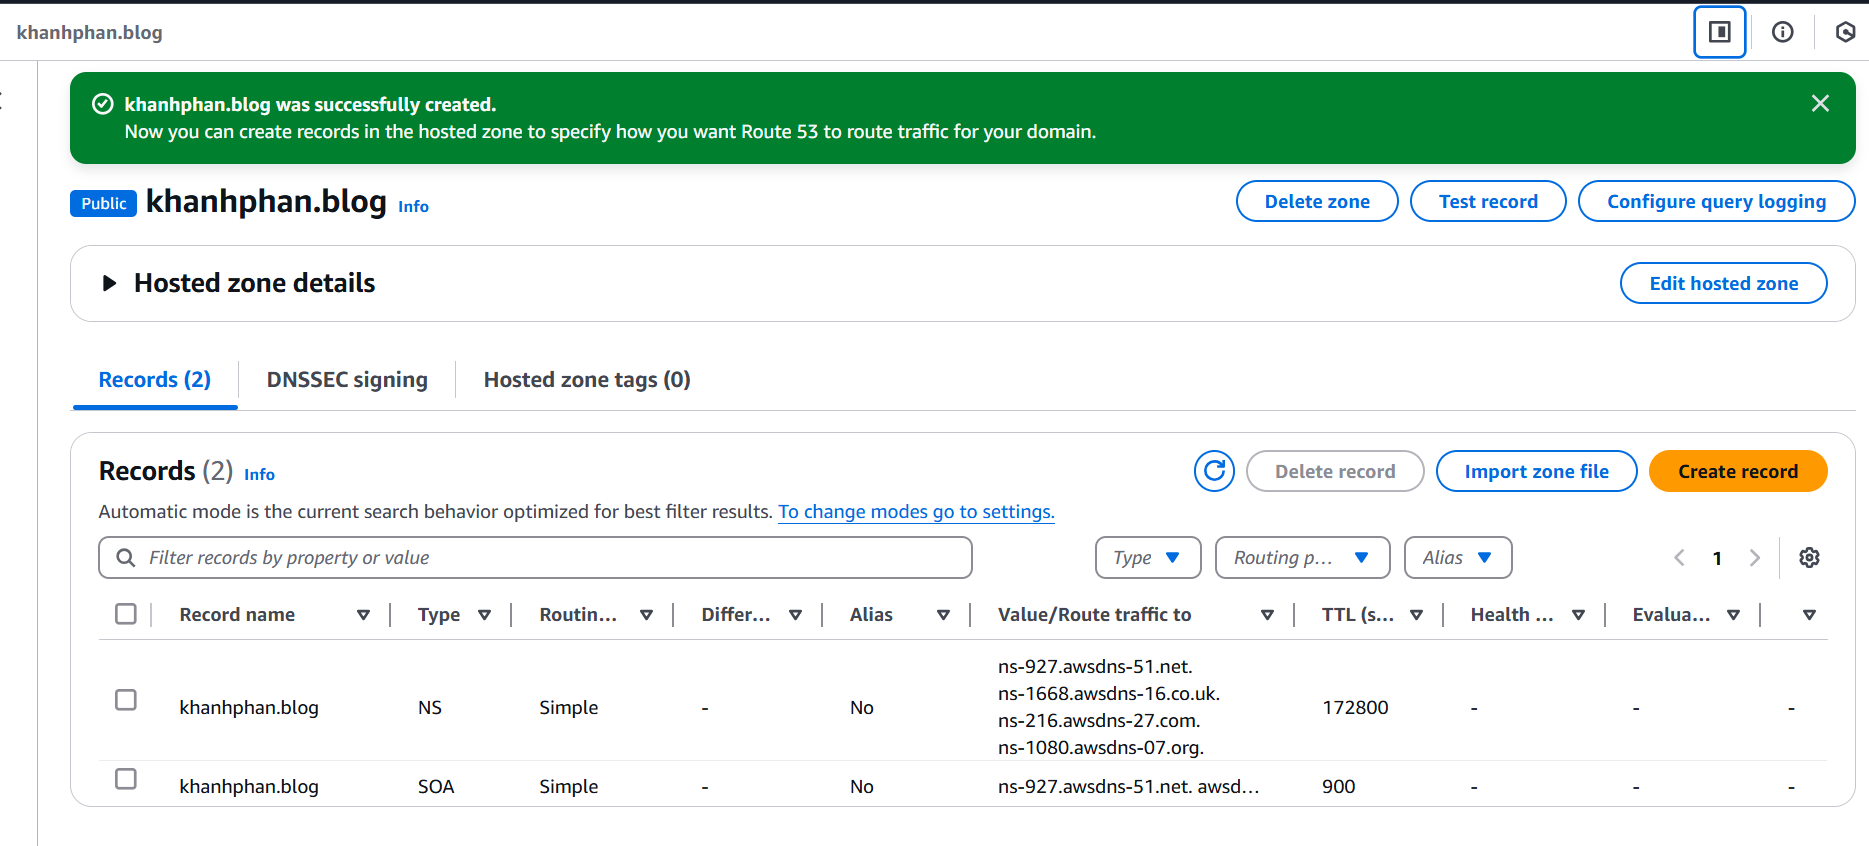 khanhphan.blog
khanhphan.blog was successfully created.
Now you can create records in the hosted zone to specify how you want Route 53 to route traffic for your domain.
Public khanhphan.blog Info Delete zone Test record Configure query logging
Hosted zone details Edit hosted zone
Records (2) DNSSEC signing Hosted zone tags (0)
Records (2) Info Delete record Import zone file Create record
Automatic mode is the current search behavior optimized for best filter results. To change modes go to settings.
Filter records by property or value Type Routing p... Alias 1
Record name Type Routin... Differ... Alias Value/Route traffic to TTL (s... Health ... Evalua...
ns-927.awsdns-51.net.
ns-1668.awsdns-16.co.uk.
khanhphan.blog NS Simple - No 172800 - - -
ns-216.awsdns-27.com.
ns-1080.awsdns-07.org.
khanhphan.blog SOA Simple - No ns-927.awsdns-51.net. awsd... 900 - - -